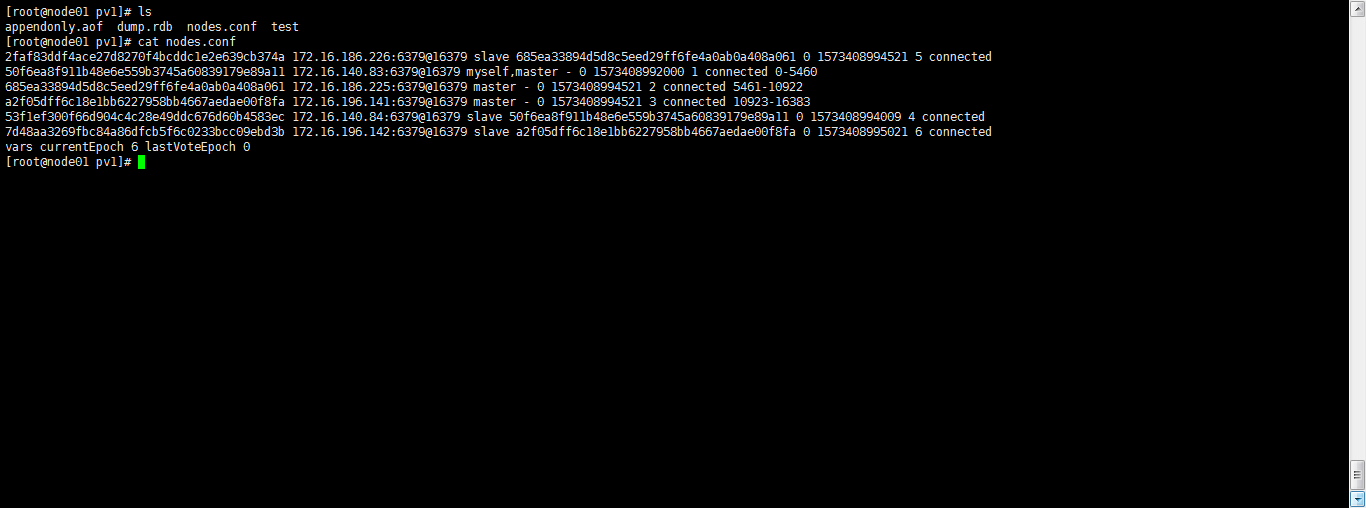 [root@node01 pv1]# ls
appendonly.aof  dump.rdb  nodes.conf  test
[root@node01 pv1]# cat nodes.conf
2faf83ddf4ace27d8270f4bcddc1e2e639cb374a 172.16.186.226:6379@16379 slave 685ea33894d5d8c5eed29ff6fe4a0ab0a408a061 0 1573408994521 5 connected
50f6ea8f911b48e6e559b3745a60839179e89a11 172.16.140.83:6379@16379 myself,master - 0 1573408992000 1 connected 0-5460
685ea33894d5d8c5eed29ff6fe4a0ab0a408a061 172.16.186.225:6379@16379 master - 0 1573408994521 2 connected 5461-10922
a2f05dff6c18e1bb6227958bb4667aedae00f8fa 172.16.196.141:6379@16379 master - 0 1573408994521 3 connected 10923-16383
53f1ef300f66d904c4c28e49ddc676d60b4583ec 172.16.140.84:6379@16379 slave 50f6ea8f911b48e6e559b3745a60839179e89a11 0 1573408994009 4 connected
7d48aa3269fbc84a86dfcb5f6c0233bcc09ebd3b 172.16.196.142:6379@16379 slave a2f05dff6c18e1bb6227958bb4667aedae00f8fa 0 1573408995021 6 connected
vars currentEpoch 6 lastVoteEpoch 0
[root@node01 pv1]#